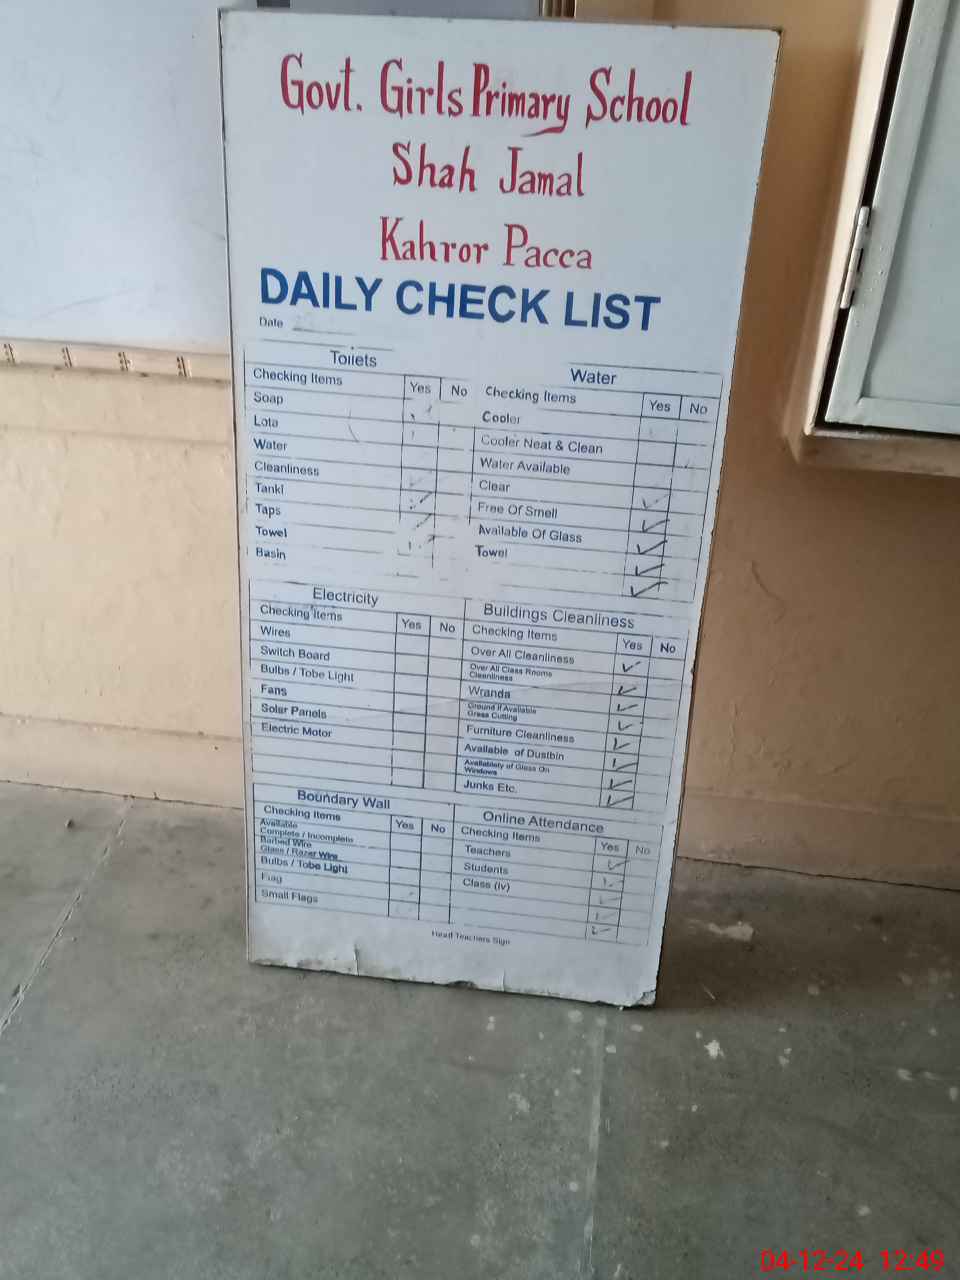 Govt. Girls Primary School
Shah Jamal
Kahror Pacca
DAILY CHECK LIST
Date
Toilets
Checking Items Yes No
Soap
Lota
Water
Cleanliness
Tanki
Taps
Towel
Basin
Water
Checking Items Yes No
Cooler
Cooler Neat & Clean
Water Available
Clear
Free Of Smell
Available Of Glass
Towel
Electricity
Checking Items Yes No
Wires
Switch Board
Bulbs / Tobe Light
Fans
Solar Panels
Electric Motor
Buildings Cleanliness
Checking Items Yes No
Over All Cleanliness
Over All Class Rooms
Cleanliness
Wranda
Ground If Available
Grass Cutting
Furniture Cleanliness
Available of Dustbin
Availablety of Glass On
Windows
Junks Etc.
Boundary Wall
Checking Items Yes No
Available
Complete / Incomplete
Barbed Wire
Glass / Razer Wire
Bulbs / Tobe Light
Flag
Small Flags
Online Attendance
Checking Items Yes No
Teachers
Students
Class (iv)
Head Teachers Sign
04-12-24 12:49